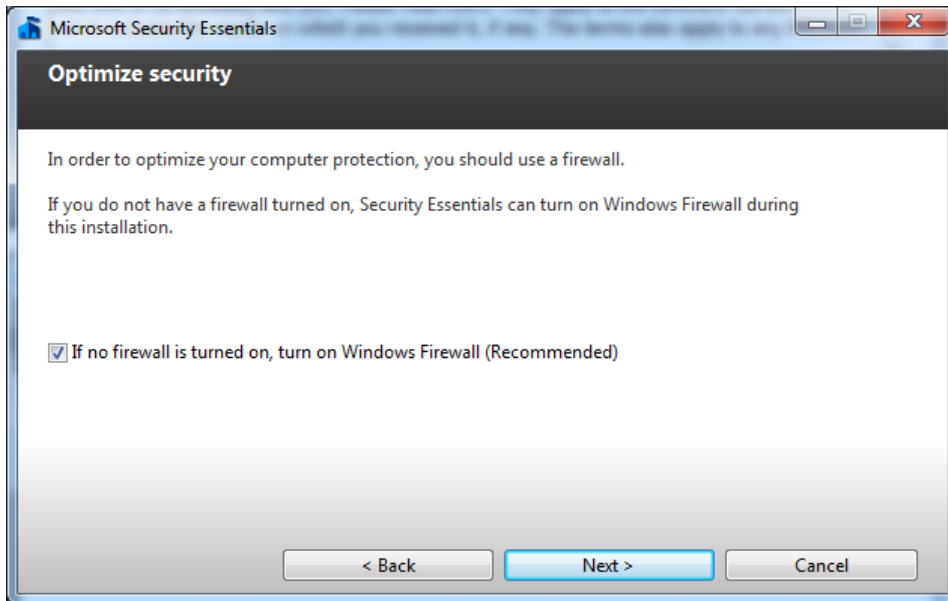 Microsoft Security Essentials
Optimize security
In order to optimize your computer protection, you should use a firewall.
If you do not have a firewall turned on, Security Essentials can turn on Windows Firewall during
this installation.
If no firewall is turned on, turn on Windows Firewall (Recommended)
< Back
Next >
Cancel